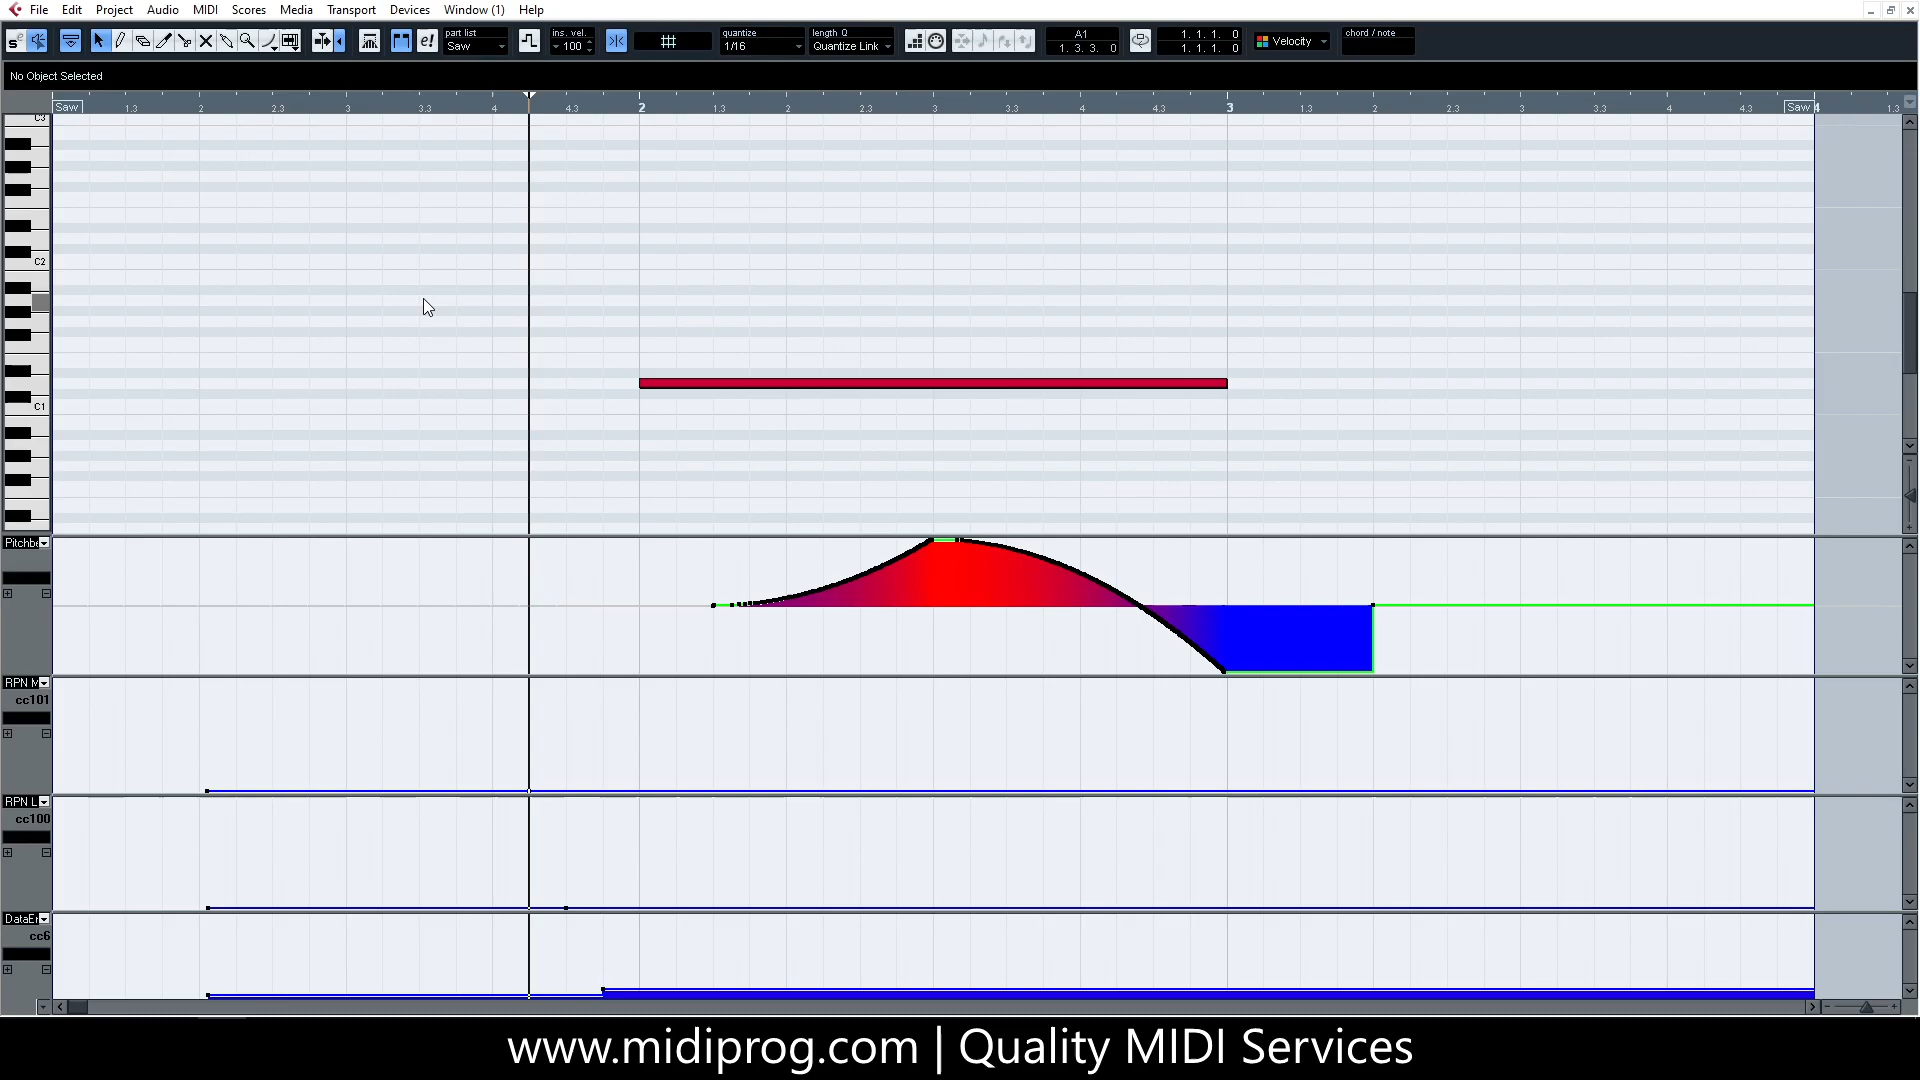 File Edit Project Audio MIDI Scores Media Transport Devices Window (1) Help
part list
Saw
ins. vel.
100
quantize
1/16
length Q
Quantize Link
A1
1. 3. 3. 0
1. 1. 1. 0
1. 1. 1. 0
Velocity
chord / note
No Object Selected
Saw 1.3 2 2.3 3 3.3 4 4.3 2 1.3 2 2.3 3 3.3 4 4.3 3 1.3 2 2.3 3 3.3 4 4.3 Saw 4 1.3
C3
C2
C1
Pitchbe
RPN M
cc101
RPN L
cc100
DataEn
cc6
www.midiprog.com | Quality MIDI Services